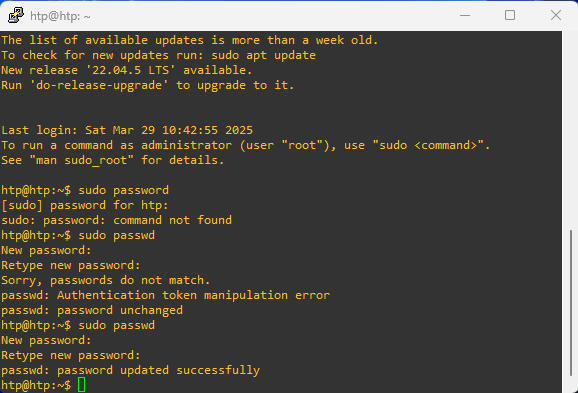 htp@htp: ~
The list of available updates is more than a week old.
To check for new updates run: sudo apt update
New release '22.04.5 LTS' available.
Run 'do-release-upgrade' to upgrade to it.
Last login: Sat Mar 29 10:42:55 2025
To run a command as administrator (user "root"), use "sudo <command>".
See "man sudo_root" for details.
htp@htp:~$ sudo password
[sudo] password for htp:
sudo: password: command not found
htp@htp:~$ sudo passwd
New password:
Retype new password:
Sorry, passwords do not match.
passwd: Authentication token manipulation error
passwd: password unchanged
htp@htp:~$ sudo passwd
New password:
Retype new password:
passwd: password updated successfully
htp@htp:~$